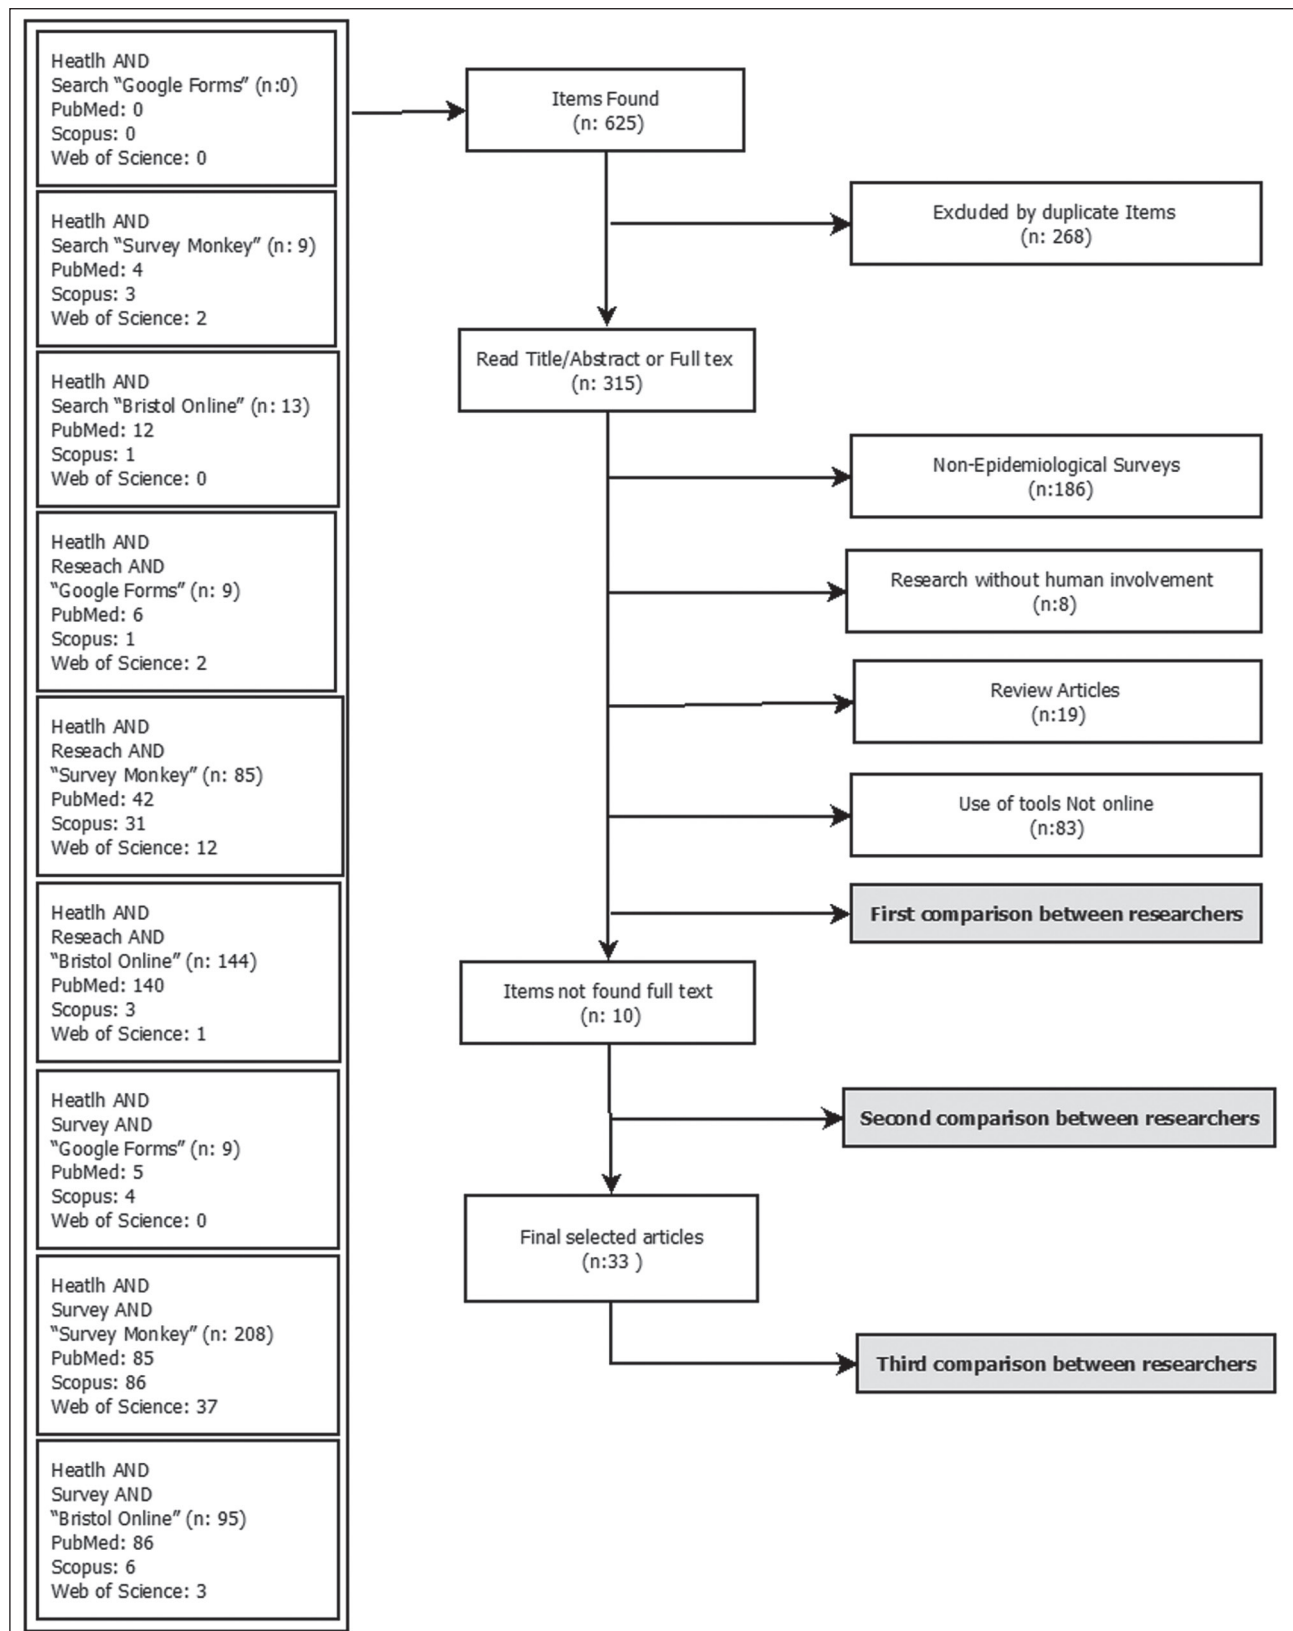 Heatlh AND
Search “Google Forms” (n:0)
PubMed: 0
Scopus: 0
Web of Science: 0
Heatlh AND
Search “Survey Monkey” (n: 9)
PubMed: 4
Scopus: 3
Web of Science: 2
Heatlh AND
Search “Bristol Online” (n: 13)
PubMed: 12
Scopus: 1
Web of Science: 0
Heatlh AND
Reseach AND
“Google Forms” (n: 9)
PubMed: 6
Scopus: 1
Web of Science: 2
Heatlh AND
Reseach AND
“Survey Monkey” (n: 85)
PubMed: 42
Scopus: 31
Web of Science: 12
Heatlh AND
Reseach AND
“Bristol Online” (n: 144)
PubMed: 140
Scopus: 3
Web of Science: 1
Heatlh AND
Survey AND
“Google Forms” (n: 9)
PubMed: 5
Scopus: 4
Web of Science: 0
Heatlh AND
Survey AND
“Survey Monkey” (n: 208)
PubMed: 85
Scopus: 86
Web of Science: 37
Heatlh AND
Survey AND
“Bristol Online” (n: 95)
PubMed: 86
Scopus: 6
Web of Science: 3
Items Found
(n: 625)
Excluded by duplicate Items
(n: 268)
Read Title/Abstract or Full tex
(n: 315)
Non-Epidemiological Surveys
(n:186)
Research without human involvement
(n:8)
Review Articles
(n:19)
Use of tools Not online
(n:83)
First comparison between researchers
Items not found full text
(n: 10)
Second comparison between researchers
Final selected articles
(n:33 )
Third comparison between researchers